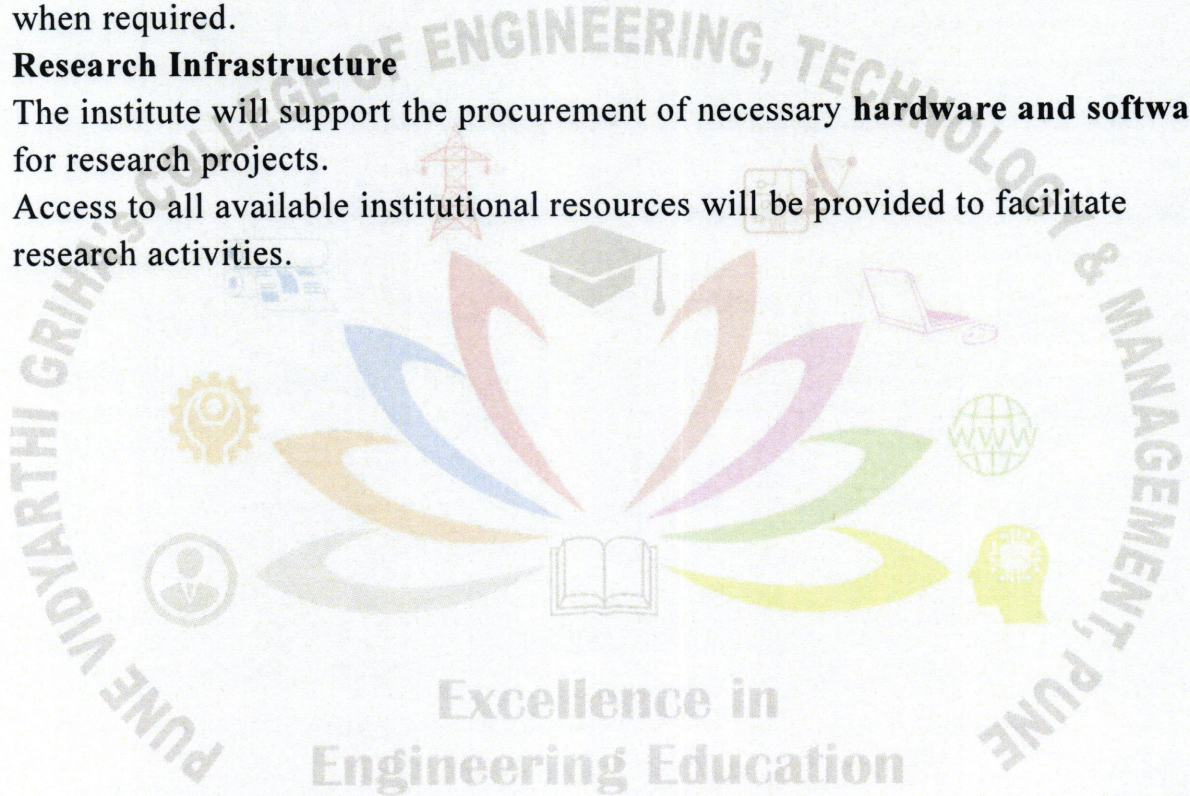 when required.
Research Infrastructure
The institute will support the procurement of necessary hardware and softwa
for research projects.
Access to all available institutional resources will be provided to facilitate
research activities.
PUNE VIDYARTHI GRIHA's COLLEGE OF ENGINEERING, TECHNOLOGY & MANAGEMENT, PUNE
WWW
Excellence in
Engineering Education